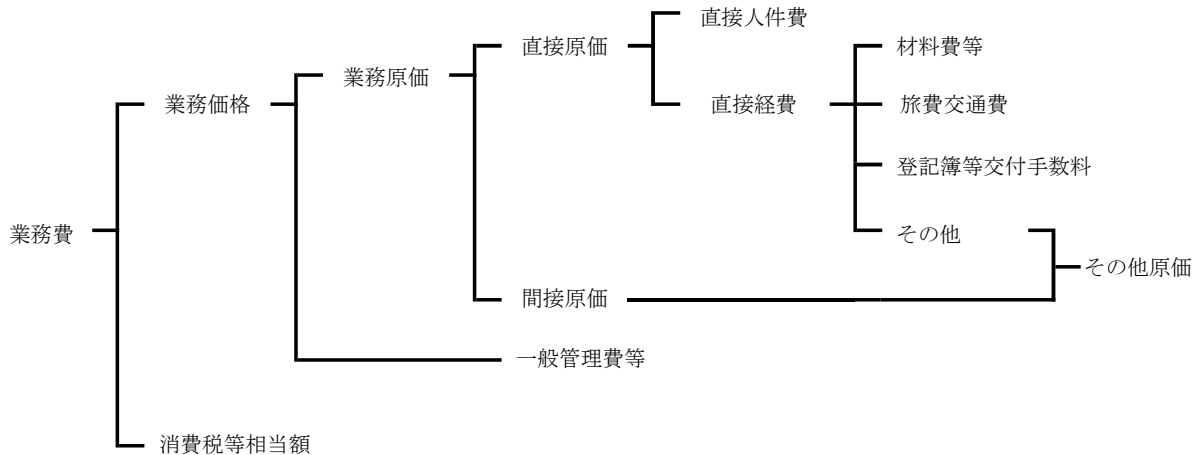 直接人件費
直接原価
材料費等
業務原価
業務価格
直接経費
旅費交通費
登記簿等交付手数料
業務費
その他
その他原価
間接原価
一般管理費等
消費税等相当額